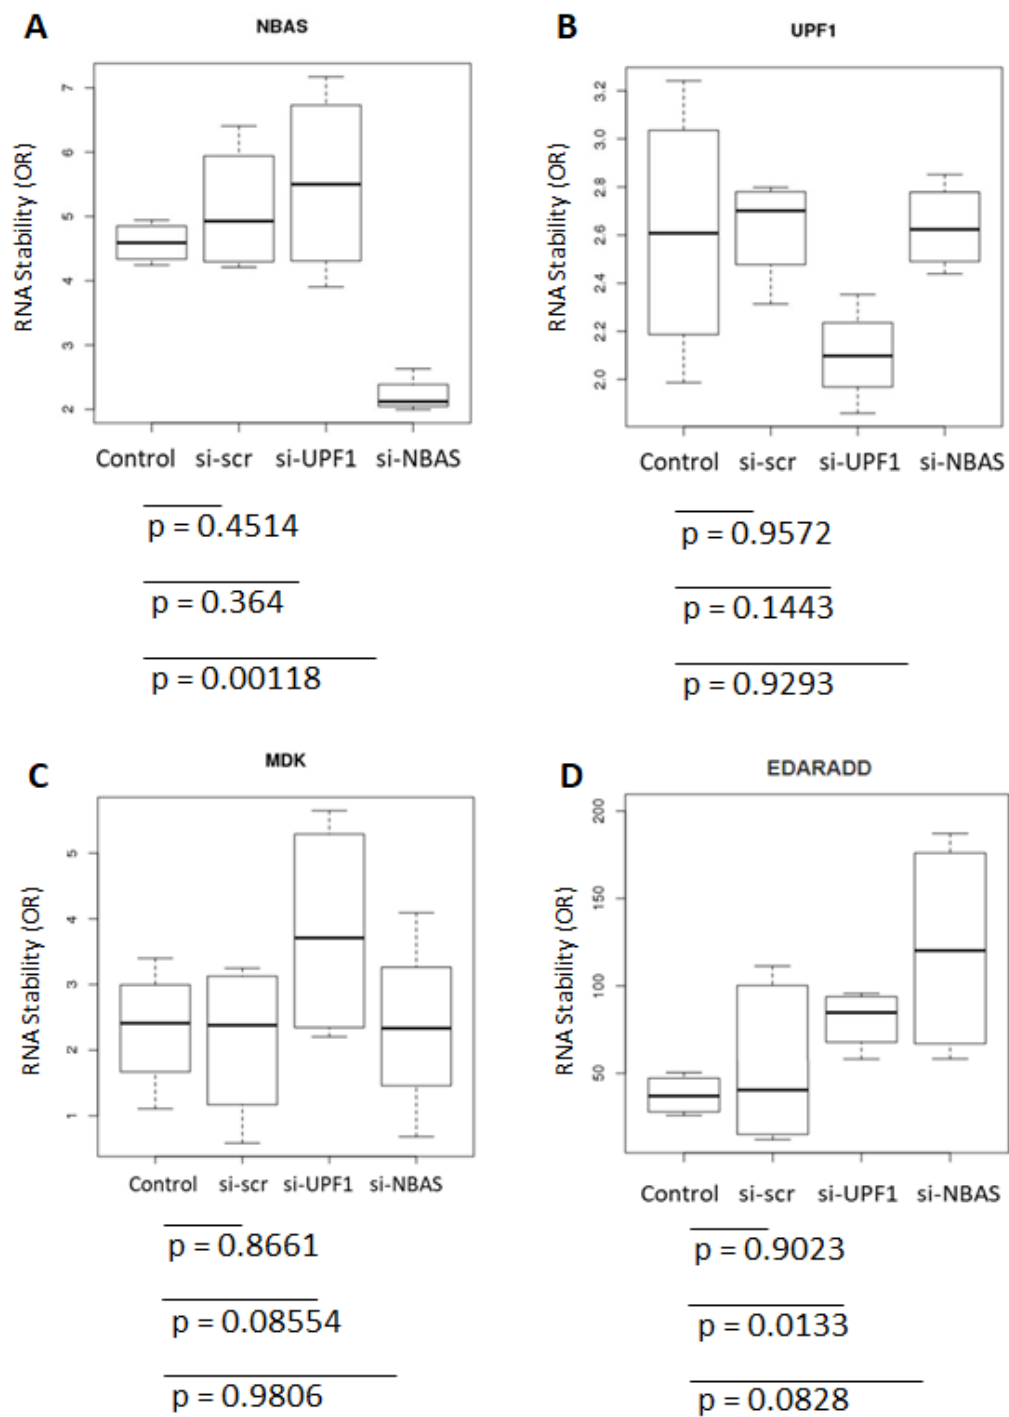 A
NBAS
RNA Stability (OR)
7
6
5
4
3
2
Control si-scr si-UPF1 si-NBAS
p = 0.4514
p = 0.364
p = 0.00118
B
UPF1
RNA Stability (OR)
3.2
3.0
2.8
2.6
2.4
2.2
2.0
Control si-scr si-UPF1 si-NBAS
p = 0.9572
p = 0.1443
p = 0.9293
C
MDK
RNA Stability (OR)
5
4
3
2
1
Control si-scr si-UPF1 si-NBAS
p = 0.8661
p = 0.08554
p = 0.9806
D
EDARADD
RNA Stability (OR)
200
150
100
50
Control si-scr si-UPF1 si-NBAS
p = 0.9023
p = 0.0133
p = 0.0828